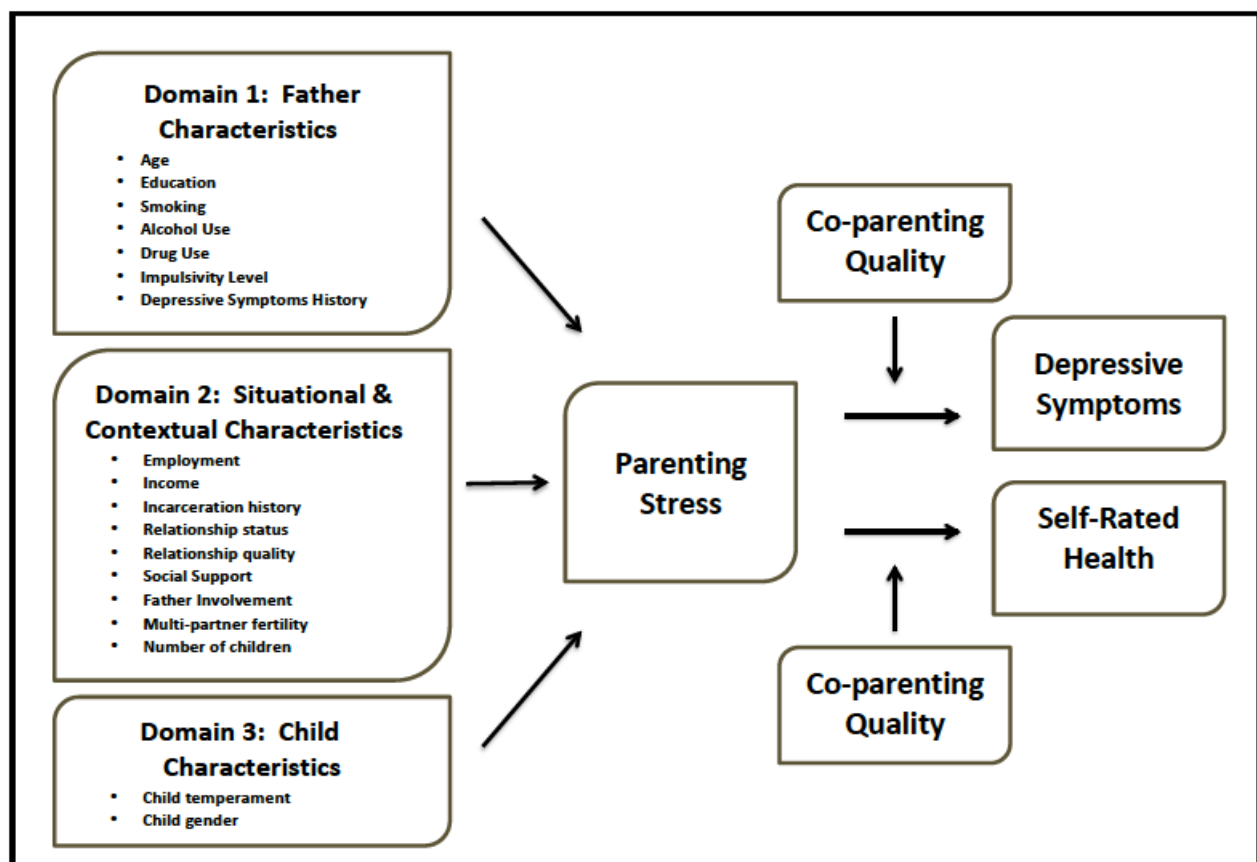 Domain 1:  Father
Characteristics
• Age
• Education
• Smoking
• Alcohol Use
• Drug Use
• Impulsivity Level
• Depressive Symptoms History
Domain 2:  Situational &
Contextual Characteristics
• Employment
• Income
• Incarceration history
• Relationship status
• Relationship quality
• Social Support
• Father Involvement
• Multi-partner fertility
• Number of children
Domain 3:  Child
Characteristics
• Child temperament
• Child gender
Parenting
Stress
Co-parenting
Quality
Depressive
Symptoms
Self-Rated
Health
Co-parenting
Quality